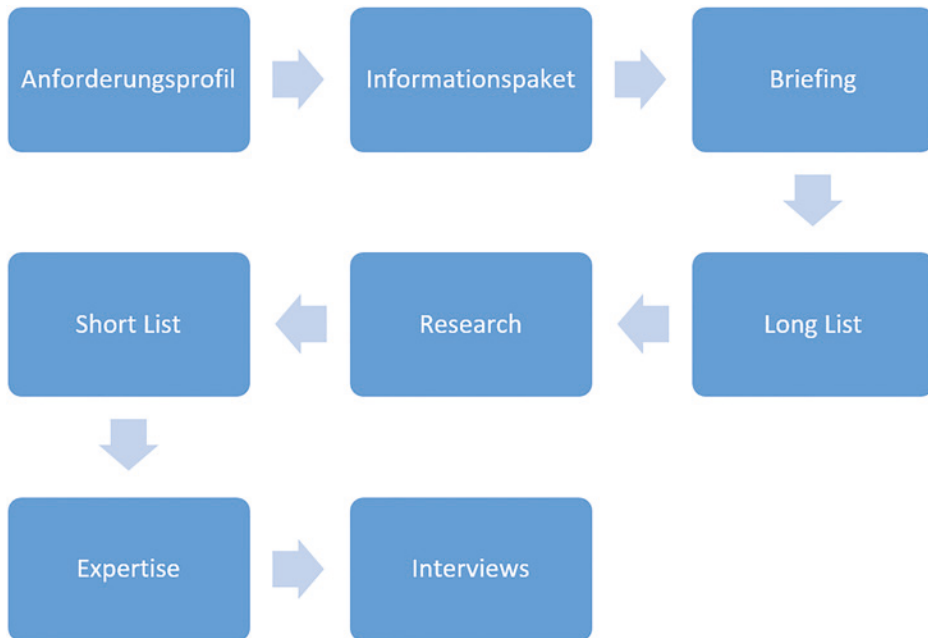 Anforderungsprofil
Informationspaket
Briefing
Long List
Research
Short List
Expertise
Interviews